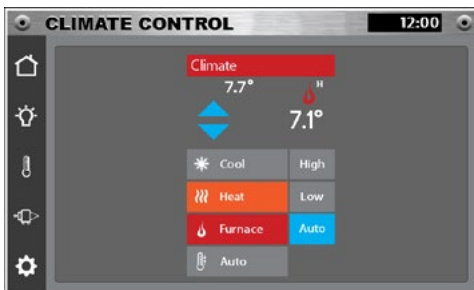 CLIMATE CONTROL 12:00
Climate
7.7°
H
7.1°
Cool High
Heat Low
Furnace Auto
Auto